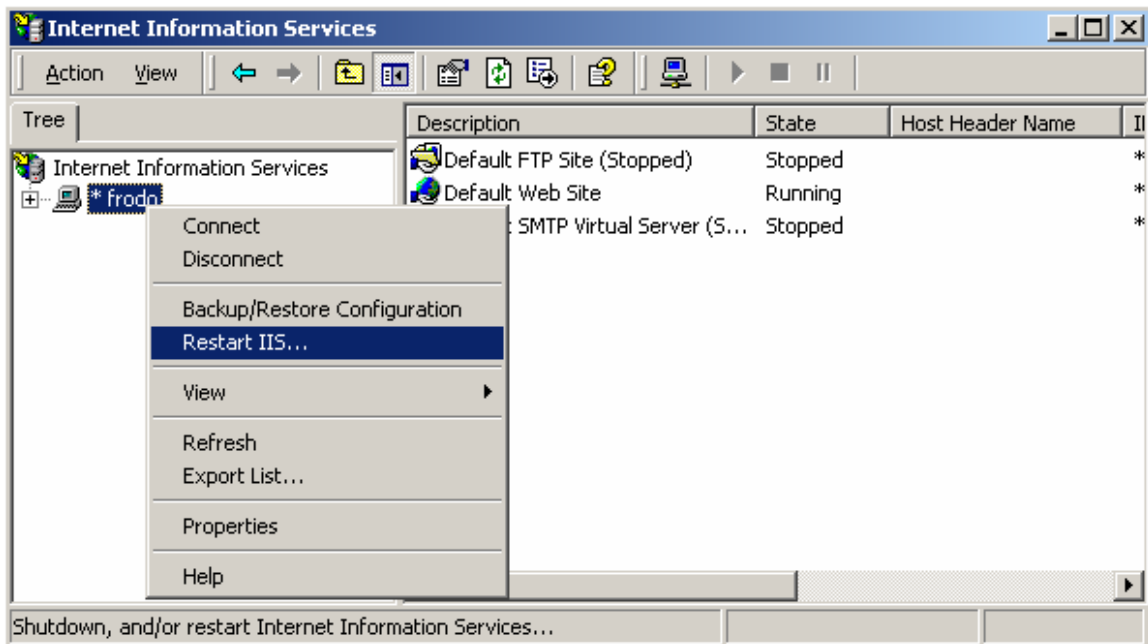 Internet Information Services
Action View
Tree
Description State Host Header Name
Internet Information Services
* frodo
Default FTP Site (Stopped) Stopped *
Default Web Site Running *
SMTP Virtual Server (S... Stopped *
Connect
Disconnect
Backup/Restore Configuration
Restart IIS...
View
Refresh
Export List...
Properties
Help
Shutdown, and/or restart Internet Information Services...